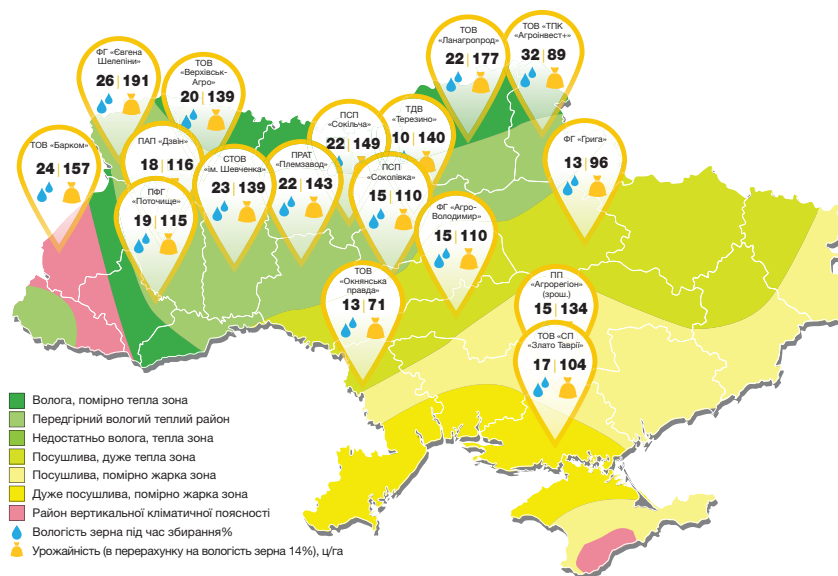 ФГ «Євгена
Шелепіни»
26 | 191
ТОВ
«Верхівськ-
Агро»
20 | 139
ТОВ
«Ланагропрод»
22 | 177
ТОВ «ТПК
«Агроінвест+»
32 | 89
ТОВ «Барком»
24 | 157
ПАП «Дзвін»
18 | 116
ПСП
«Сокільча»
22 | 149
ТДВ
«Терезино»
10 | 140
ФГ «Грига»
13 | 96
ПФГ
«Поточище»
19 | 115
СТОВ
«ім. Шевченка»
23 | 139
ПРАТ
«Племзавод»
22 | 143
ПСП
«Соколівка»
15 | 110
ФГ «Агро-
Володимир»
15 | 110
ТОВ
«Окнянська
правда»
13 | 71
ПП
«Агрорегіон»
(зрош.)
15 | 134
ТОВ «СП
«Злато Таврії»
17 | 104
Волога, помірно тепла зона
Передгірний вологий теплий район
Недостатньо волога, тепла зона
Посушлива, дуже тепла зона
Посушлива, помірно жарка зона
Дуже посушлива, помірно жарка зона
Район вертикальної кліматичної поясності
Вологість зерна під час збирання%
Урожайність (в перерахунку на вологість зерна 14%), ц/га